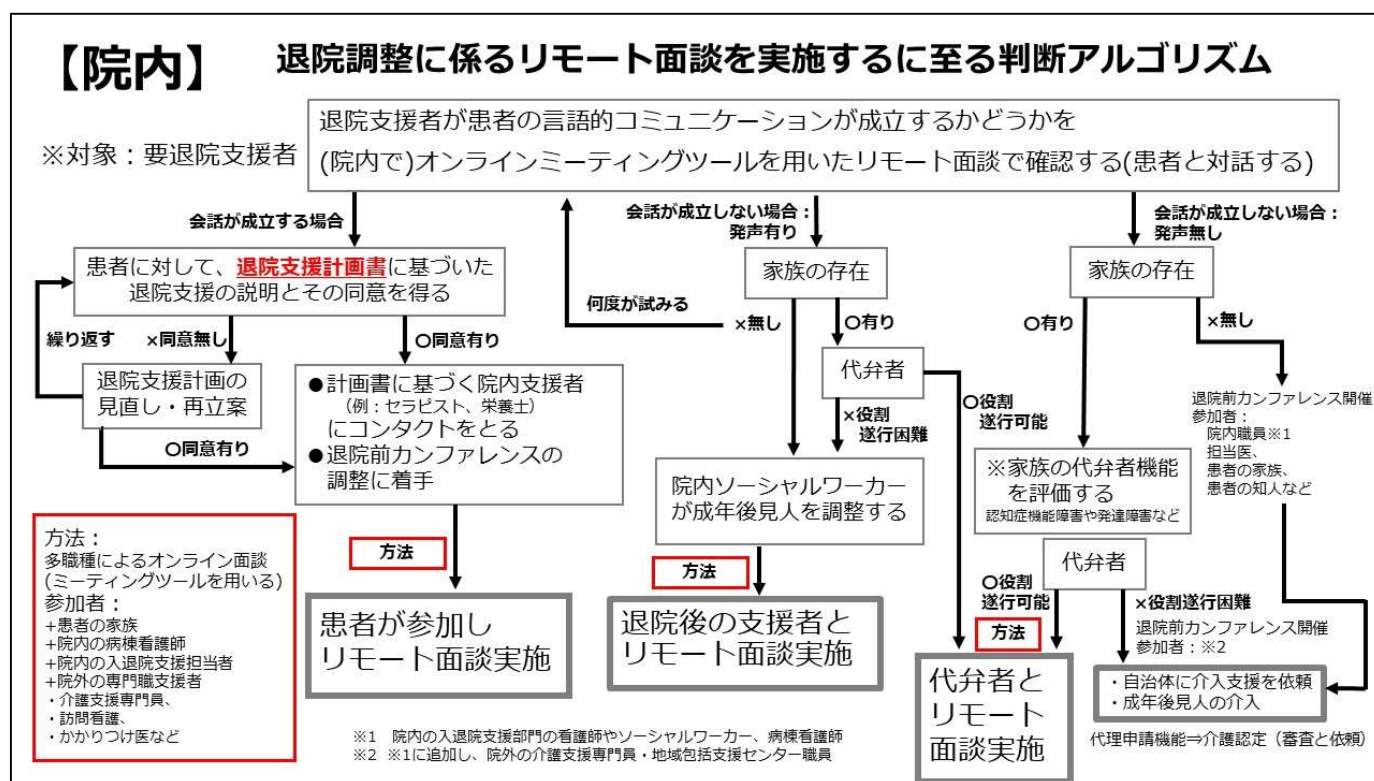 【院内】 退院調整に係るリモート面談を実施するに至る判断アルゴリズム
※対象：要退院支援者
退院支援者が患者の言語的コミュニケーションが成立するかどうかを
(院内で)オンラインミーティングツールを用いたリモート面談で確認する(患者と対話する)
会話が成立する場合
患者に対して、退院支援計画書に基づいた
退院支援の説明とその同意を得る
繰り返す
×同意無し
〇同意有り
退院支援計画の
見直し・再立案
〇同意有り
●計画書に基づく院内支援者
（例：セラピスト、栄養士）
にコンタクトをとる
●退院前カンファレンスの
調整に着手
方法
患者が参加し
リモート面談実施
何度が試みる
会話が成立しない場合：
発声有り
家族の存在
×無し
〇有り
代弁者
×役割
遂行困難
〇役割
遂行可能
院内ソーシャルワーカー
が成年後見人を調整する
方法
退院後の支援者と
リモート面談実施
会話が成立しない場合：
発声無し
家族の存在
〇有り
×無し
※家族の代弁者機能
を評価する
認知症機能障害や発達障害など
代弁者
〇役割
遂行可能
方法
代弁者と
リモート
面談実施
×役割遂行困難
退院前カンファレンス開催
参加者：※2
退院前カンファレンス開催
参加者：
院内職員※1
担当医、
患者の家族、
患者の知人など
・自治体に介入支援を依頼
・成年後見人の介入
代理申請機能⇒介護認定（審査と依頼）
方法：
多職種によるオンライン面談
(ミーティングツールを用いる)
参加者：
+患者の家族
+院内の病棟看護師
+院内の入退院支援担当者
+院外の専門職支援者
・介護支援専門員、
・訪問看護、
・かかりつけ医など
※1 院内の入退院支援部門の看護師やソーシャルワーカー、病棟看護師
※2 ※1に追加し、院外の介護支援専門員・地域包括支援センター職員